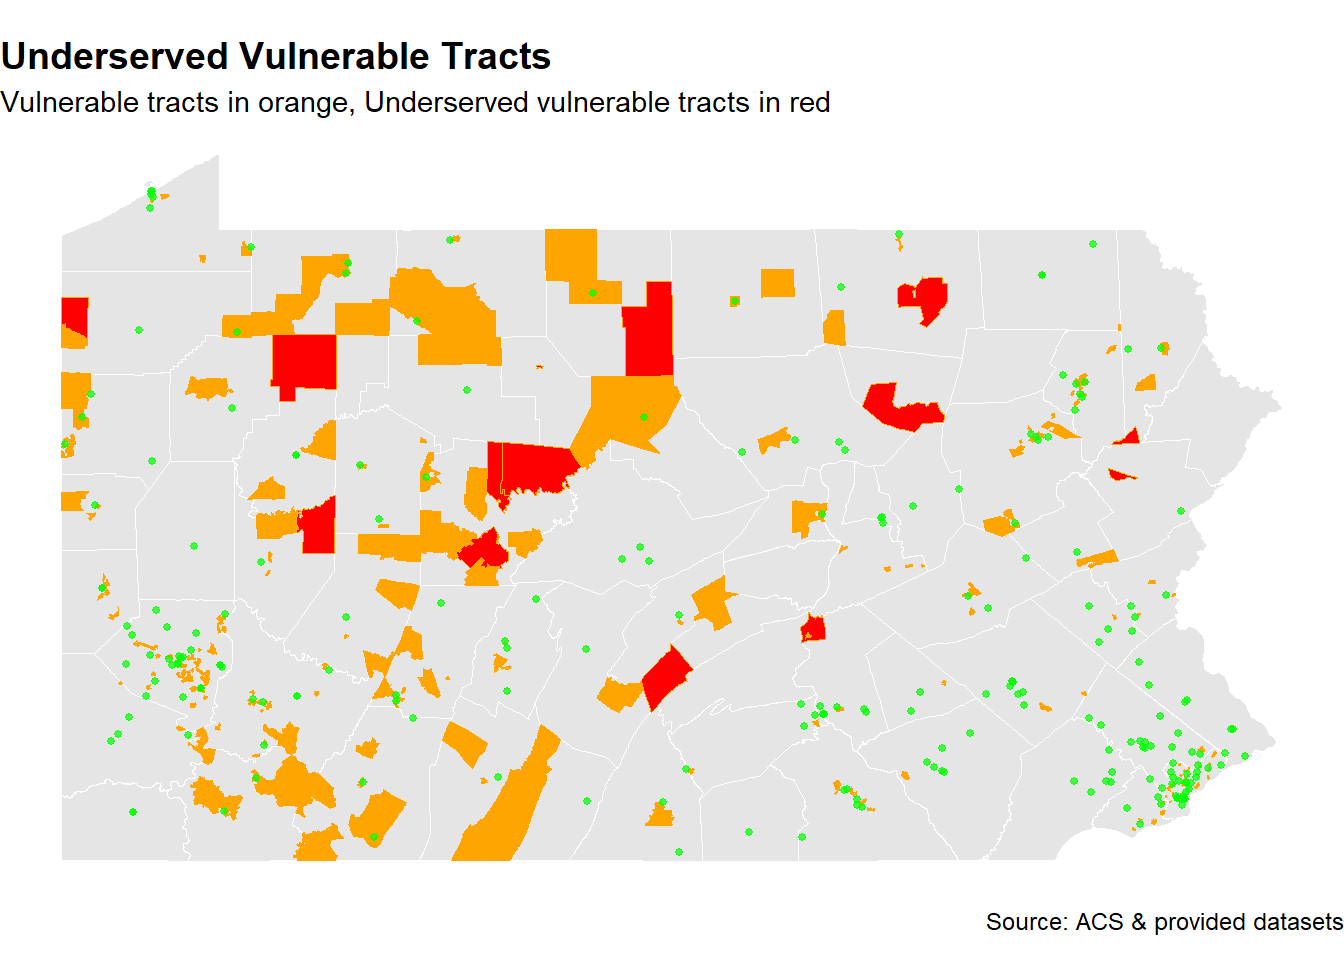 Underserved Vulnerable Tracts
Vulnerable tracts in orange, Underserved vulnerable tracts in red
Source: ACS & provided datasets